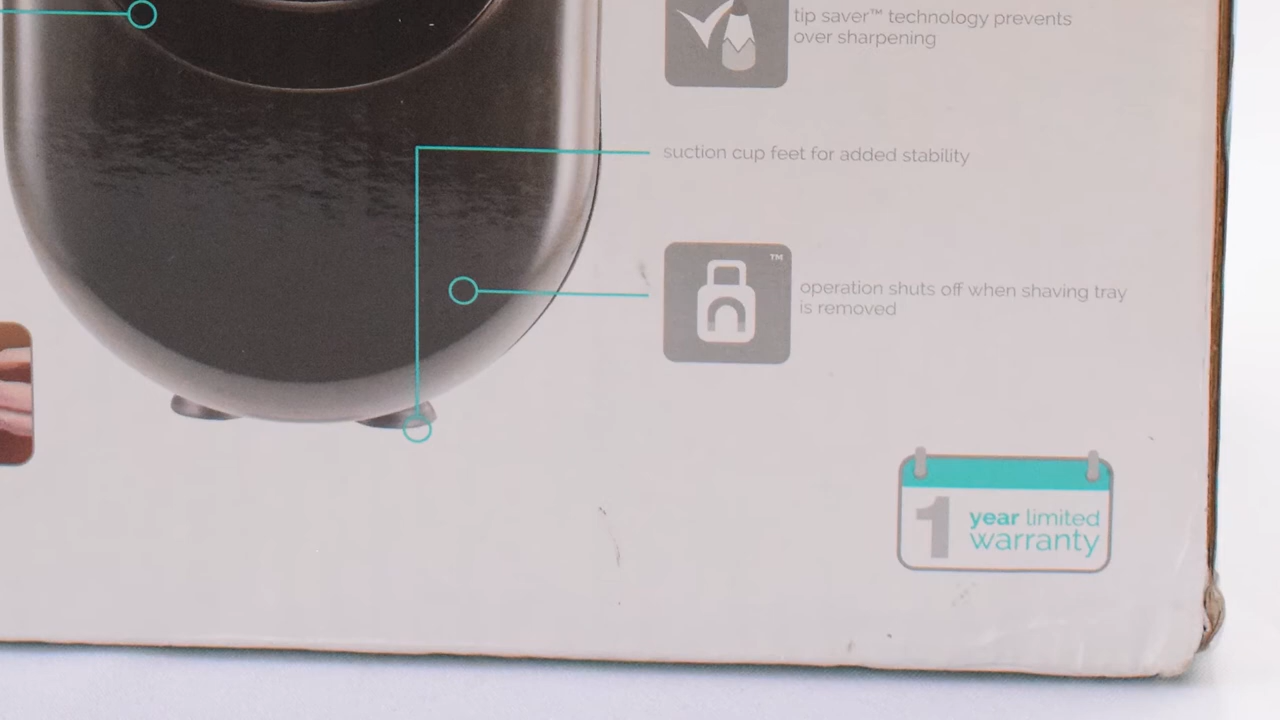 tip saver™ technology prevents
over sharpening
suction cup feet for added stability
™
operation shuts off when shaving tray
is removed
1
year limited
warranty